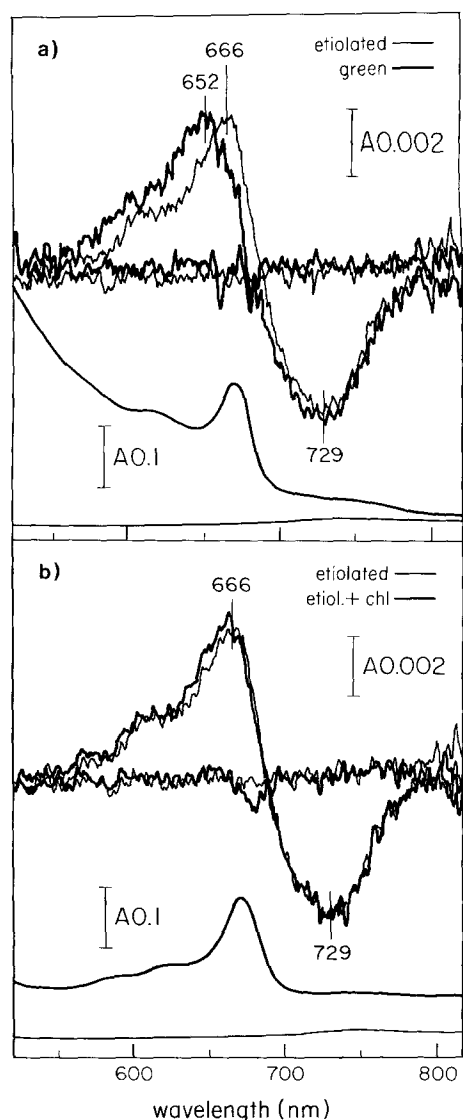 a)
666
etiolated
green
652
A0.002
A0.1
729
b)
666
etiolated
etiol.+ chl
A0.002
A0.1
729
600
700
800
wavelength (nm)